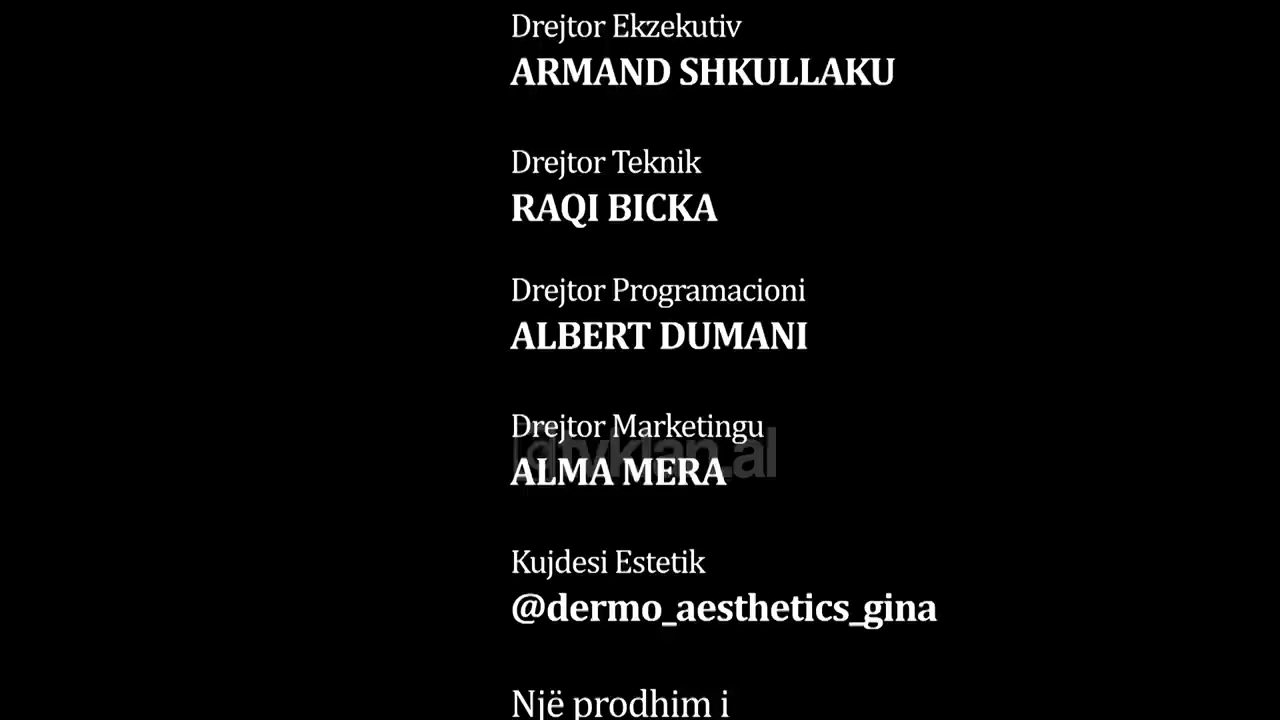 Drejtor Ekzekutiv
ARMAND SHKULLAKU
Drejtor Teknik
RAQI BICKA
Drejtor Programacioni
ALBERT DUMANI
Drejtor Marketingu
ALMA MERA
Kujdesi Estetik
@dermo_aesthetics_gina
Një prodhim i